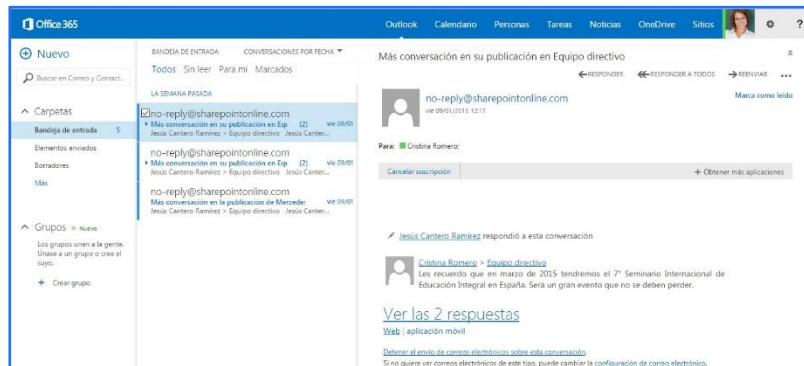 Office 365
Outlook Calendario Personas Tareas Noticias OneDrive Sitios ?
Nuevo
Buscar en Correo y Contact...
Carpetas
Bandeja de entrada 5
Elementos enviados
Borradores
Más
Grupos * Nuevo
Los grupos unen a la gente.
Únase a un grupo o cree el
suyo.
+ Crear grupo
BANDEJA DE ENTRADA CONVERSACIONES POR FECHA
Todos Sin leer Para mí Marcados
LA SEMANA PASADA
no-reply@sharepointonline.com
Más conversación en su publicación en Equ (2) vie 09/01
Jesús Cantero Ramírez > Equipo directivo Jesús Canter...
no-reply@sharepointonline.com
Más conversación en su publicación en Equ (2) vie 09/01
Jesús Cantero Ramírez > Equipo directivo Jesús Canter...
no-reply@sharepointonline.com
Más conversación en la publicación de Mercede: vie 09/01
Jesús Cantero Ramírez > Equipo directivo Jesús Canter...
Más conversación en su publicación en Equipo directivo
RESPONDER RESPONDER A TODOS REENVIAR ...
no-reply@sharepointonline.com
vie 09/01/2015 12:17
Marca como leído
Para: Cristina Romero;
Cancelar suscripción + Obtener más aplicaciones
Jesús Cantero Ramírez respondió a esta conversación
Cristina Romero > Equipo directivo
Les recuerdo que en marzo de 2015 tendremos el 7° Seminario Internacional de
Educación Integral en España. Será un gran evento que no se deben perder.
Ver las 2 respuestas
Web | aplicación móvil
Detener el envío de correos electrónicos sobre esta conversación.
Si no quiere ver correos electrónicos de este tipo, puede cambiar la configuración de correo electrónico.